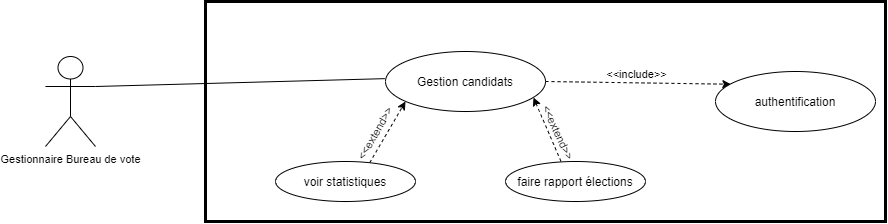 Gestion candidats
<<include>>
authentification
<<extend>>
<<extend>>
Gestionnaire Bureau de vote
voir statistiques
faire rapport élections